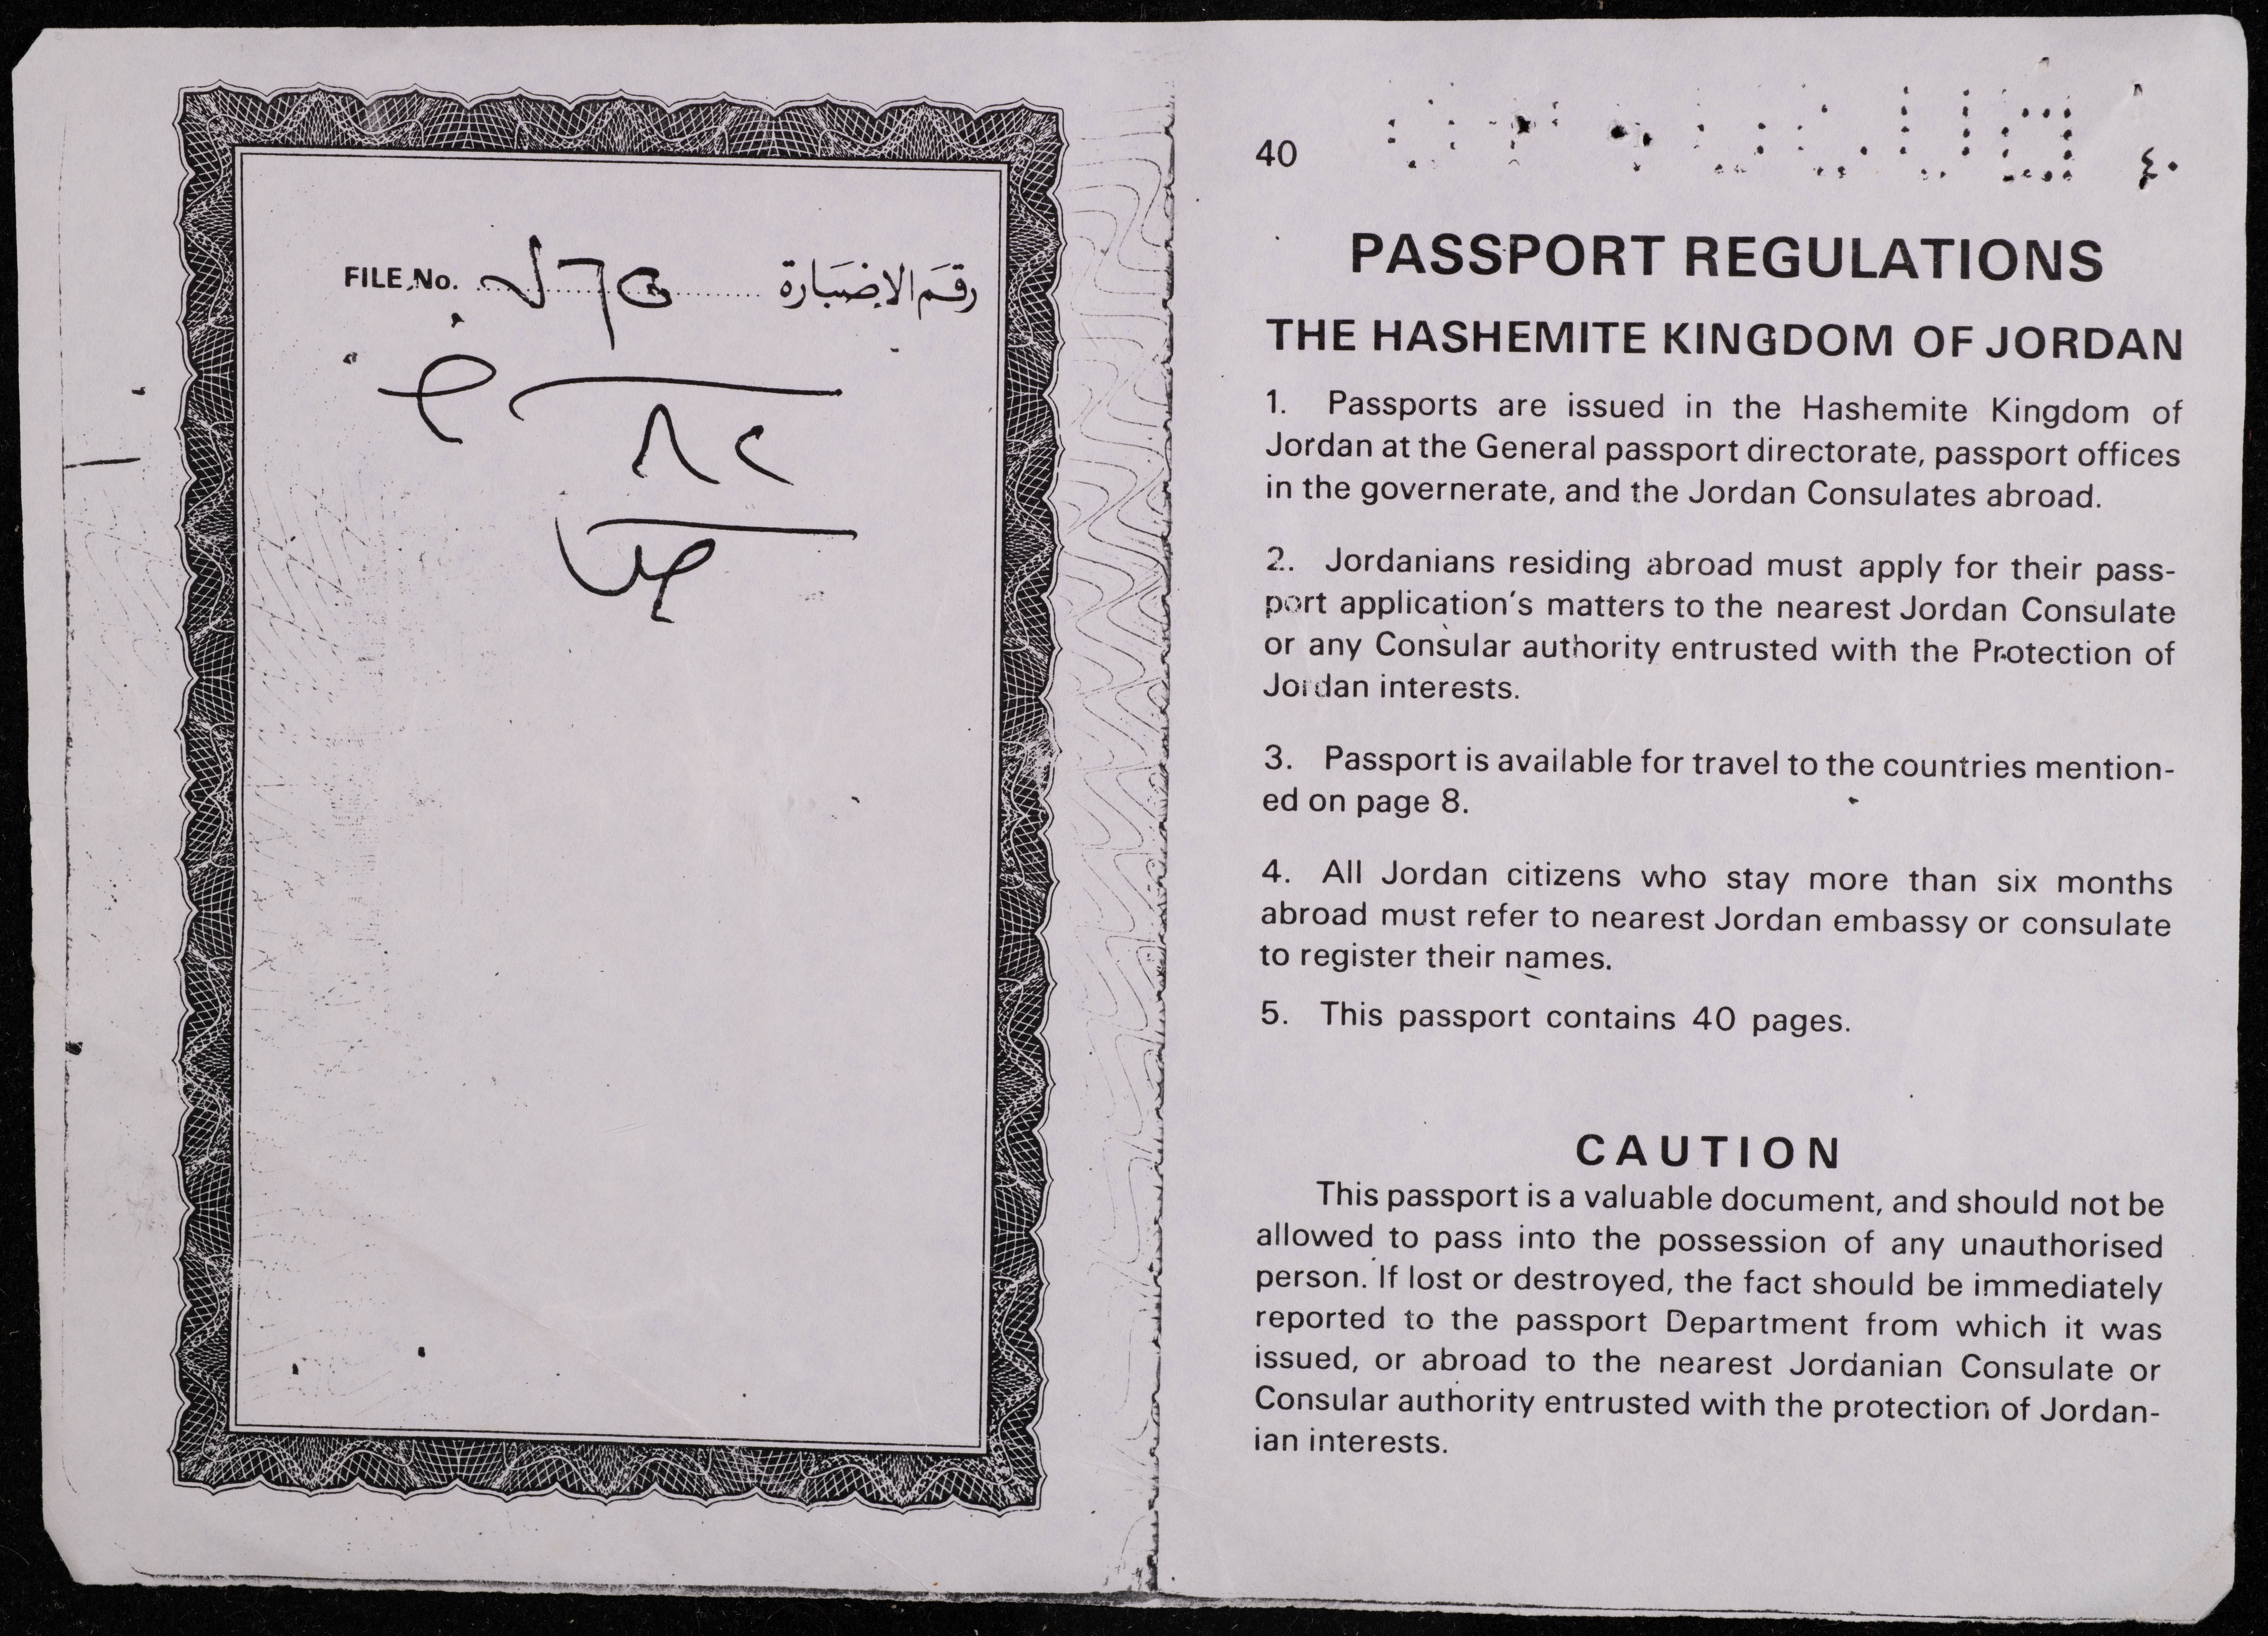 FILE No. .................... رقم الاضبارة
٨٢
40
٤٠
PASSPORT REGULATIONS
THE HASHEMITE KINGDOM OF JORDAN
1. Passports are issued in the Hashemite Kingdom of
Jordan at the General passport directorate, passport offices
in the governerate, and the Jordan Consulates abroad.
2. Jordanians residing abroad must apply for their pass-
port application's matters to the nearest Jordan Consulate
or any Consular authority entrusted with the Protection of
Jordan interests.
3. Passport is available for travel to the countries mention-
ed on page 8.
4. All Jordan citizens who stay more than six months
abroad must refer to nearest Jordan embassy or consulate
to register their names.
5. This passport contains 40 pages.
CAUTION
This passport is a valuable document, and should not be
allowed to pass into the possession of any unauthorised
person. If lost or destroyed, the fact should be immediately
reported to the passport Department from which it was
issued, or abroad to the nearest Jordanian Consulate or
Consular authority entrusted with the protection of Jordan-
ian interests.